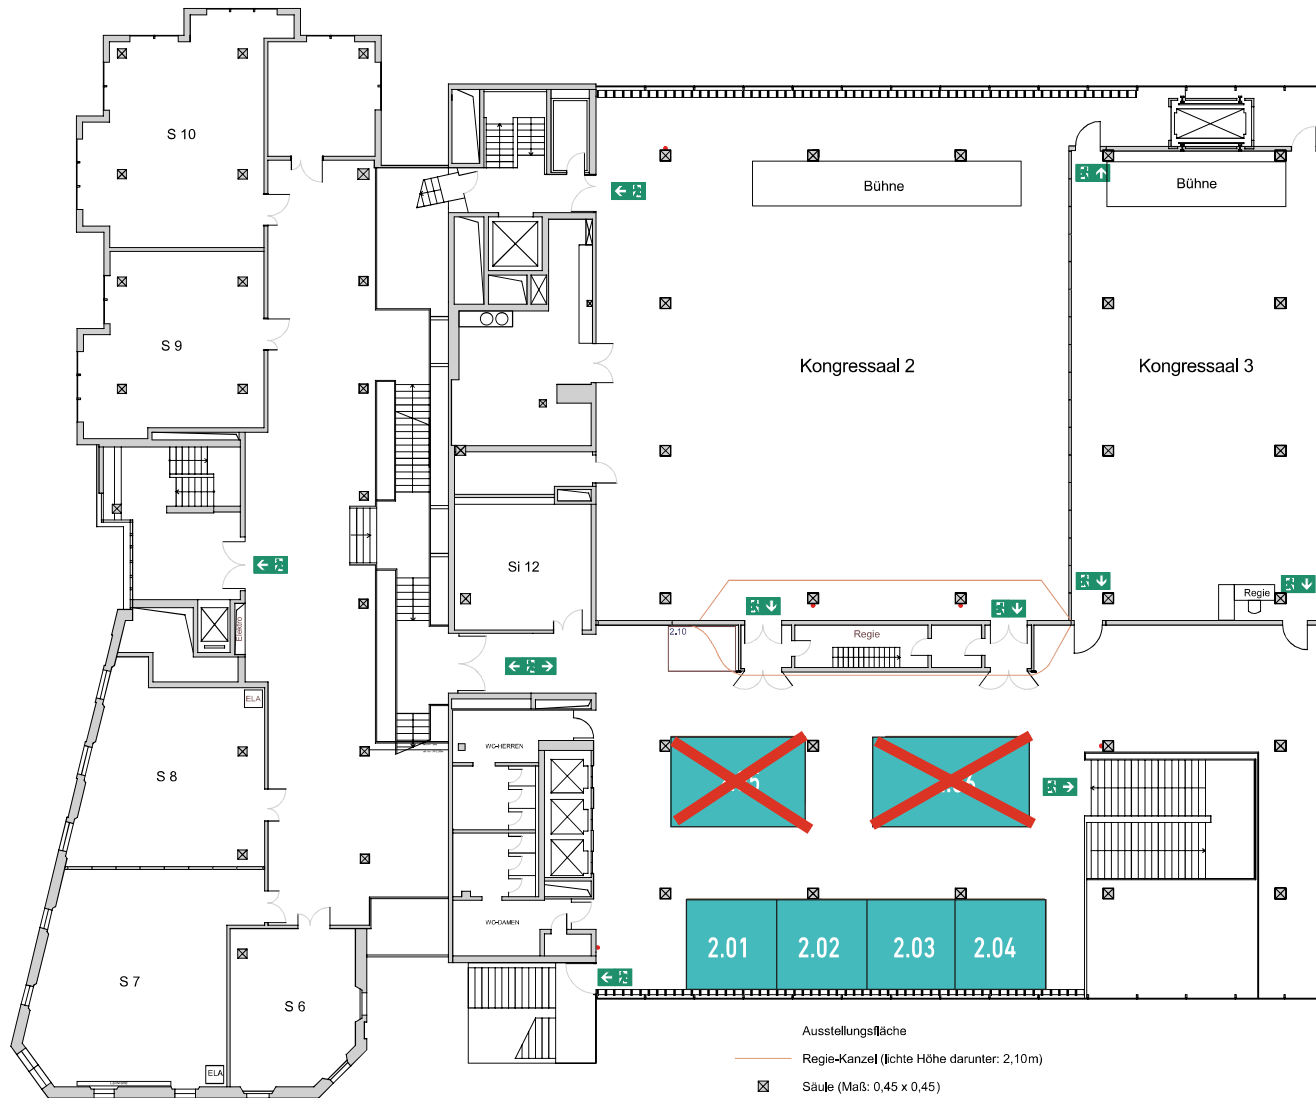 S 10
Bühne
Bühne
S 9
Kongressaal 2
Kongressaal 3
Si 12
Regie
Elektro
2.10
Regie
ELA
WC-HERREN
S 8
WC-DAMEN
2.01
2.02
2.03
2.04
S 7
S 6
ELA
Ausstellungsfläche
Regie-Kanzel (lichte Höhe darunter: 2,10m)
Säule (Maß: 0,45 x 0,45)